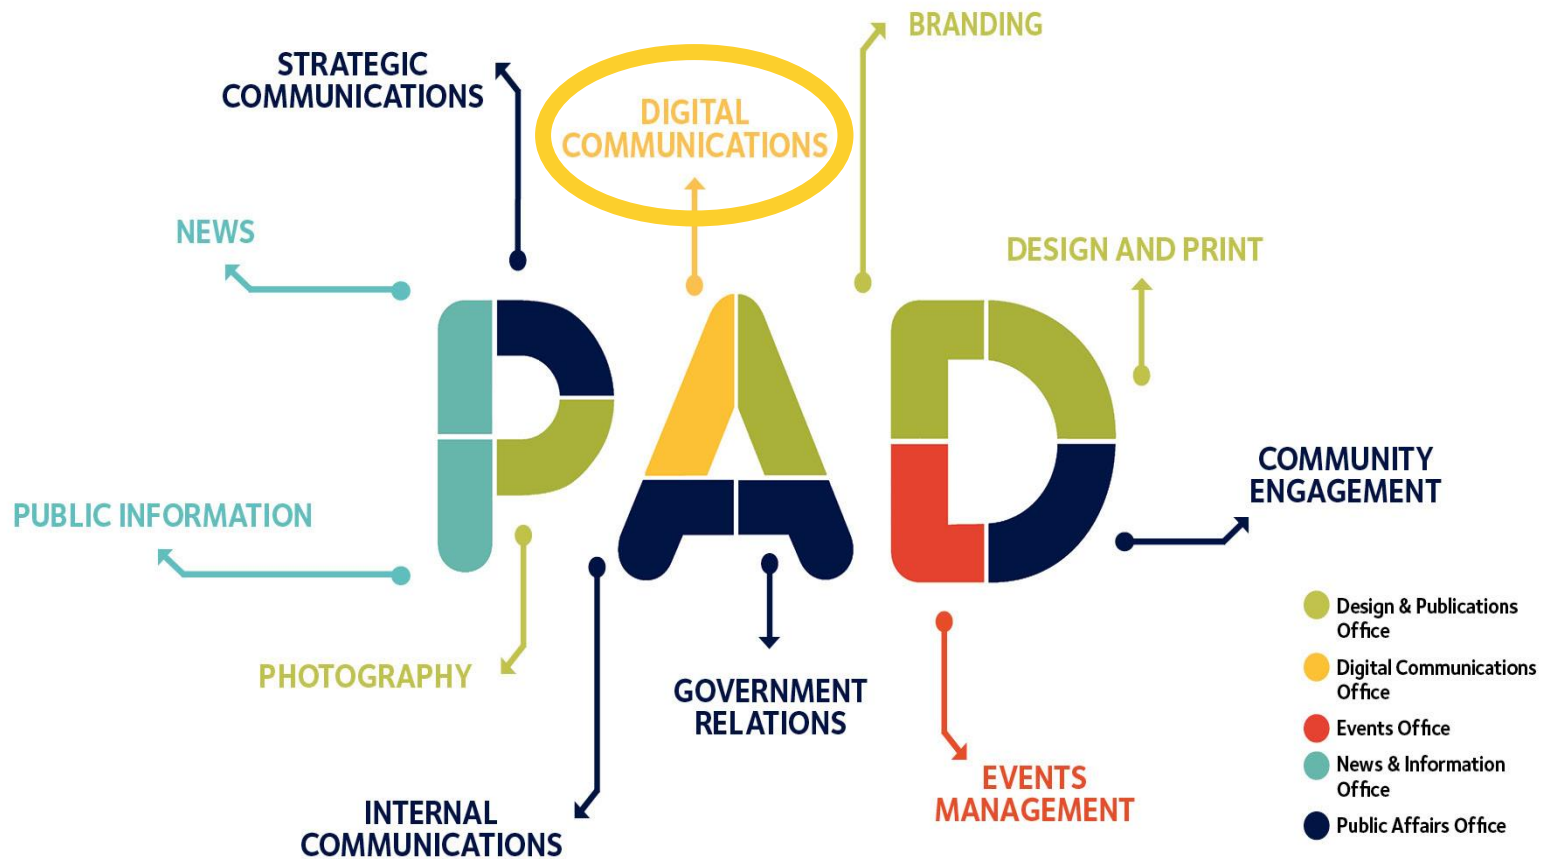 BRANDING
STRATEGIC
COMMUNICATIONS
DIGITAL
COMMUNICATIONS
NEWS
DESIGN AND PRINT
PAD
COMMUNITY
ENGAGEMENT
PUBLIC INFORMATION
PHOTOGRAPHY
GOVERNMENT
RELATIONS
EVENTS
MANAGEMENT
INTERNAL
COMMUNICATIONS
Design & Publications
Office
Digital Communications
Office
Events Office
News & Information
Office
Public Affairs Office